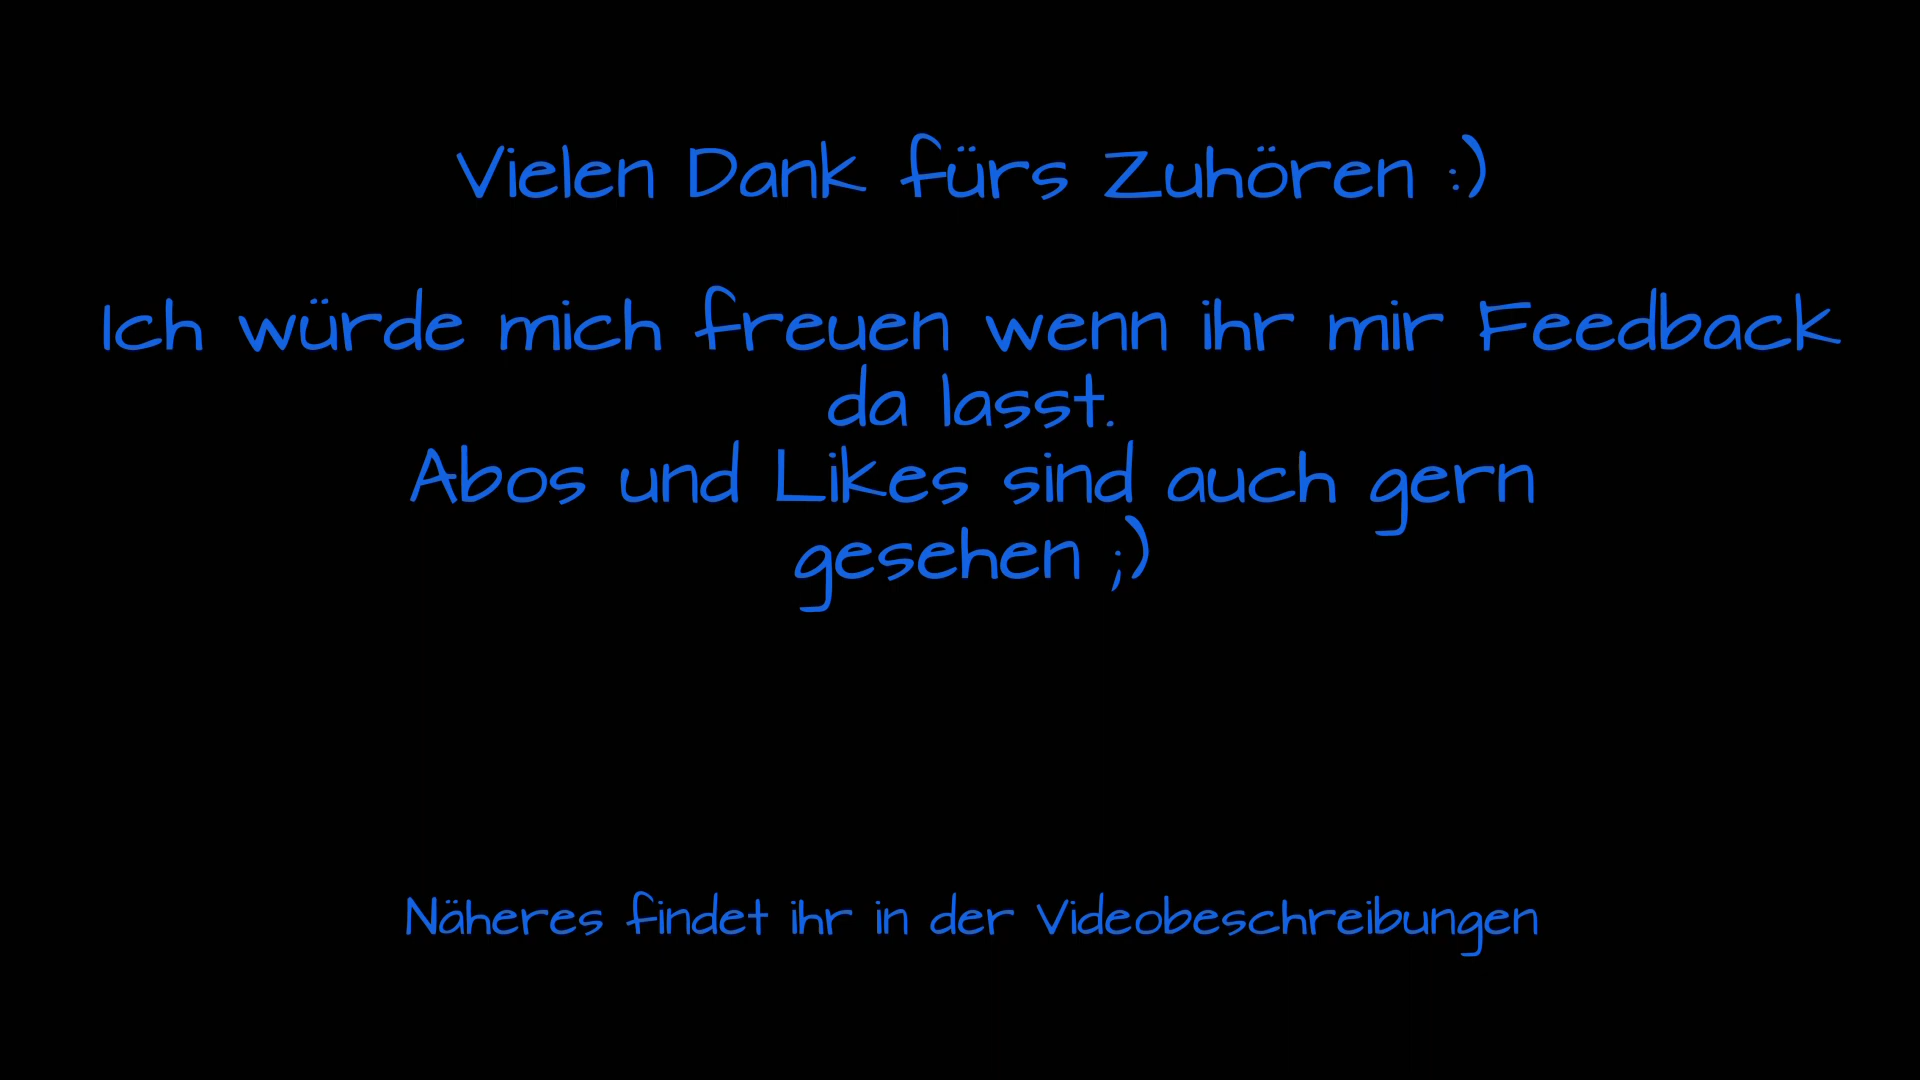 Vielen Dank fürs Zuhören :)
Ich würde mich freuen wenn ihr mir Feedback
da lasst.
Abos und Likes sind auch gern
gesehen ;)
Näheres findet ihr in der Videobeschreibungen